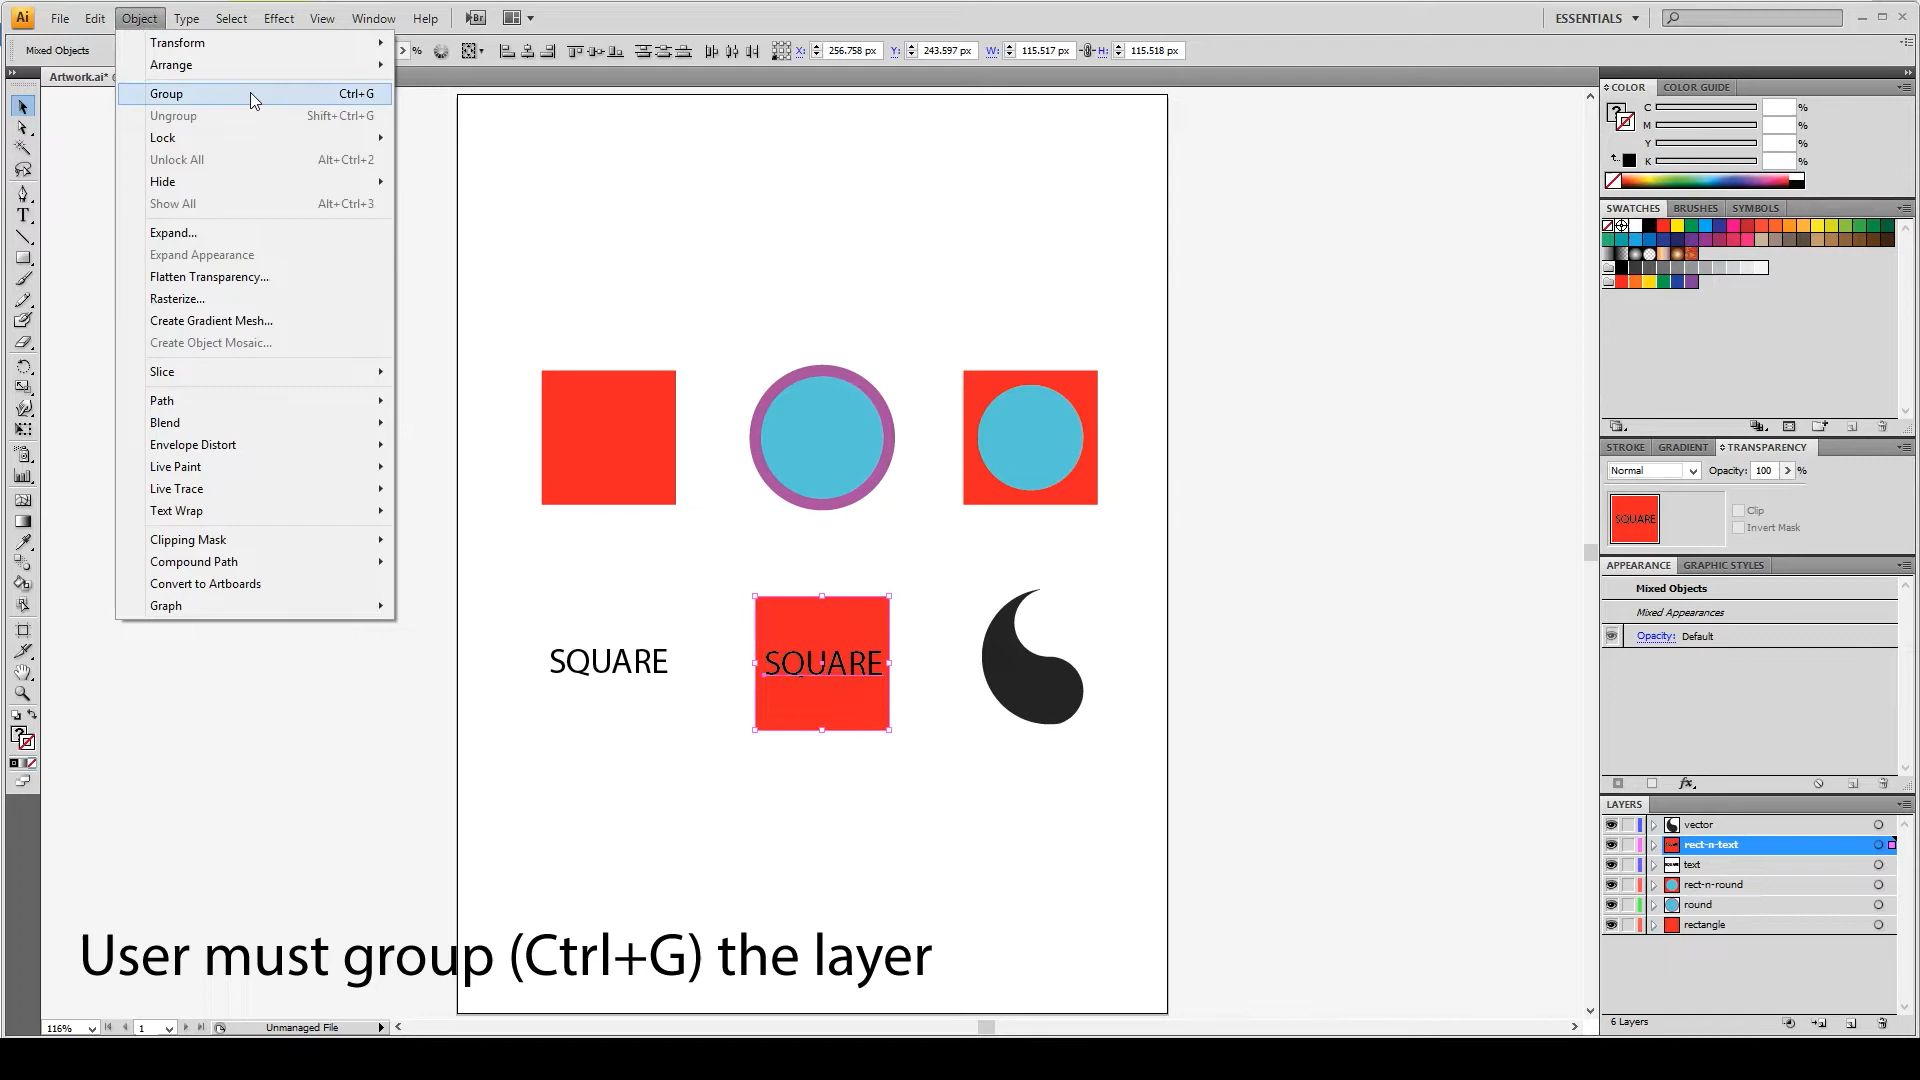 Ai File Edit Object Type Select Effect View Window Help Br ESSENTIALS
Mixed Objects % X: 256.758 px Y: 243.597 px W: 115.517 px H: 115.518 px
Artwork.ai*
Transform
Arrange
Group Ctrl+G
Ungroup Shift+Ctrl+G
Lock
Unlock All Alt+Ctrl+2
Hide
Show All Alt+Ctrl+3
Expand...
Expand Appearance
Flatten Transparency...
Rasterize...
Create Gradient Mesh...
Create Object Mosaic...
Slice
Path
Blend
Envelope Distort
Live Paint
Live Trace
Text Wrap
Clipping Mask
Compound Path
Convert to Artboards
Graph
SQUARE
SQUARE
User must group (Ctrl+G) the layer
116% 1 Unmanaged File
COLOR COLOR GUIDE
C %
M %
Y %
K %
SWATCHES BRUSHES SYMBOLS
STROKE GRADIENT TRANSPARENCY
Normal Opacity: 100 %
SQUARE
Clip
Invert Mask
APPEARANCE GRAPHIC STYLES
Mixed Objects
Mixed Appearances
Opacity: Default
fx
LAYERS
vector
rect-n-text
text
rect-n-round
round
rectangle
6 Layers